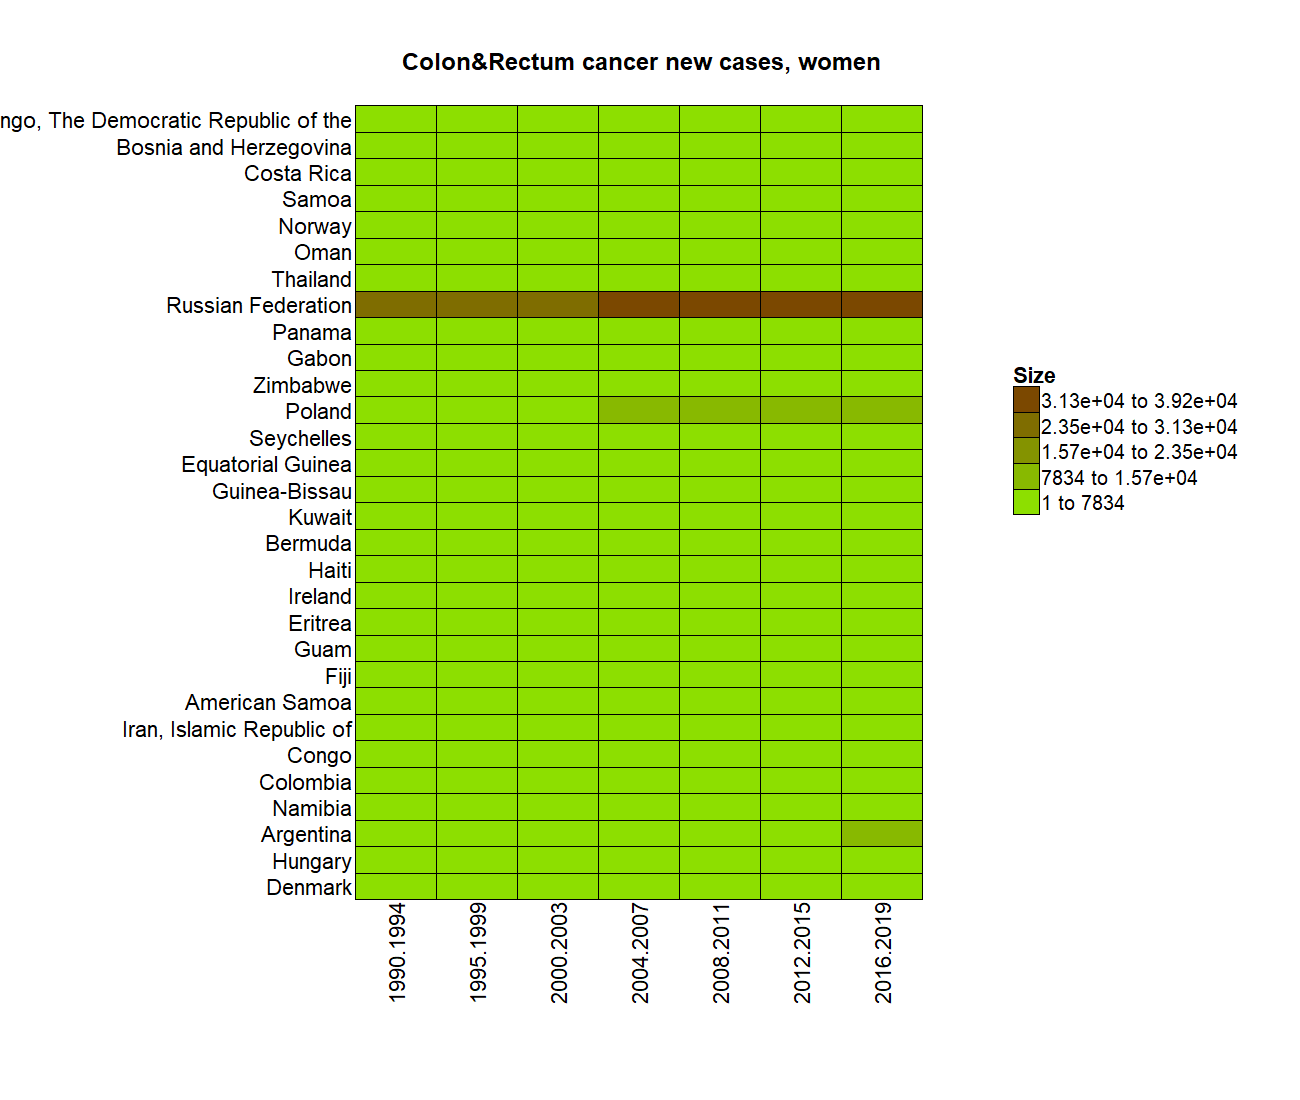 Colon&Rectum cancer new cases, women
ngo, The Democratic Republic of the
Bosnia and Herzegovina
Costa Rica
Samoa
Norway
Oman
Thailand
Russian Federation
Panama
Gabon
Zimbabwe
Poland
Seychelles
Equatorial Guinea
Guinea-Bissau
Kuwait
Bermuda
Haiti
Ireland
Eritrea
Guam
Fiji
American Samoa
Iran, Islamic Republic of
Congo
Colombia
Namibia
Argentina
Hungary
Denmark
1990.1994
1995.1999
2000.2003
2004.2007
2008.2011
2012.2015
2016.2019
Size
3.13e+04 to 3.92e+04
2.35e+04 to 3.13e+04
1.57e+04 to 2.35e+04
7834 to 1.57e+04
1 to 7834